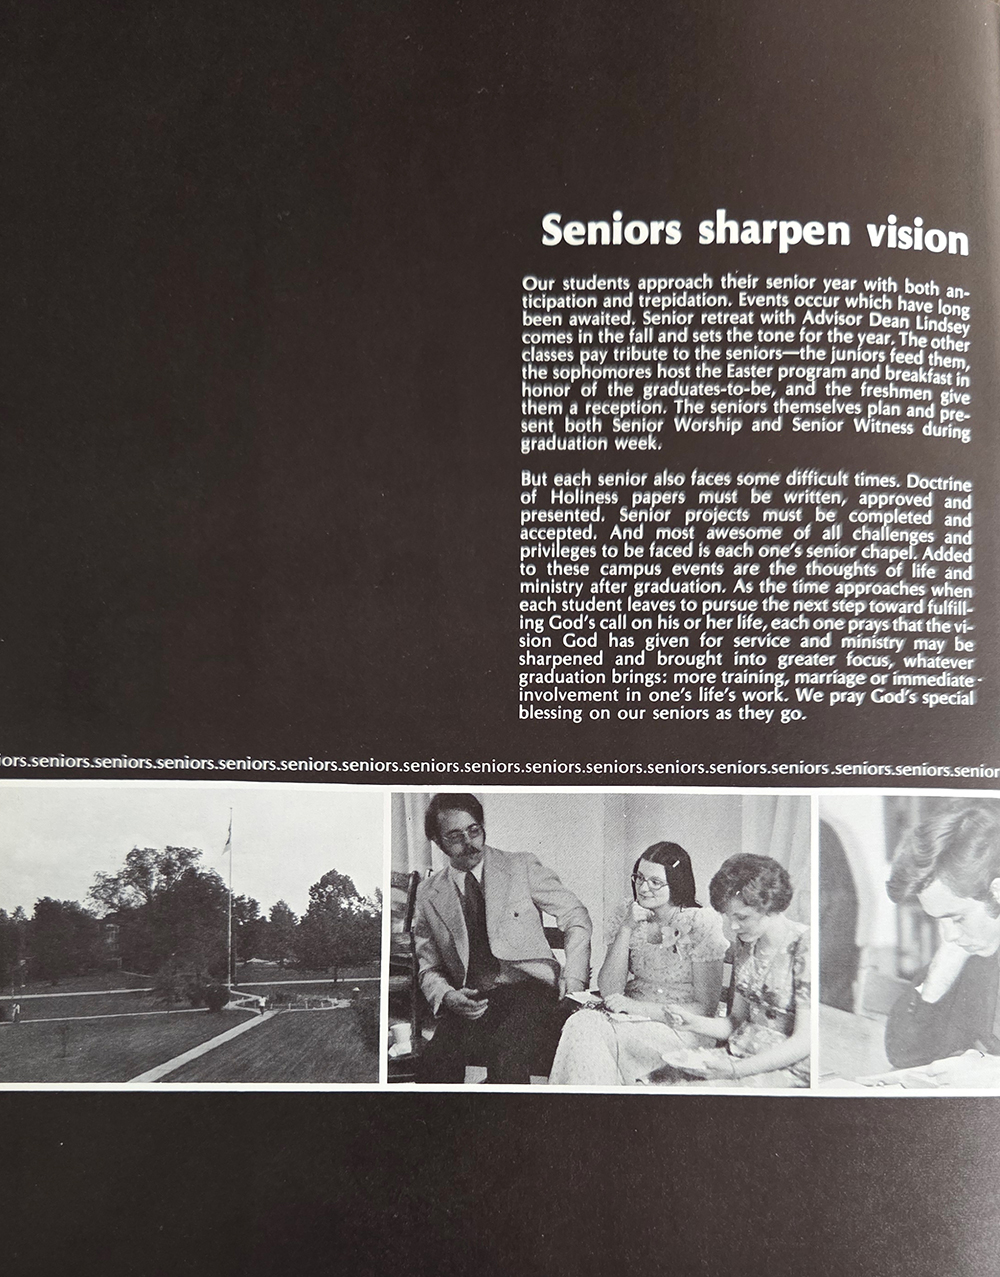 Seniors sharpen vision
Our students approach their senior year with both an-
ticipation and trepidation. Events occur which have long
been awaited. Senior retreat with Advisor Dean Lindsey
comes in the fall and sets the tone for the year. The other
classes pay tribute to the seniors—the juniors feed them,
the sophomores host the Easter program and breakfast in
honor of the graduates-to-be, and the freshmen give
them a reception. The seniors themselves plan and pre-
sent both Senior Worship and Senior Witness during
graduation week.
But each senior also faces some difficult times. Doctrine
of Holiness papers must be written, approved and
presented. Senior projects must be completed and
accepted. And most awesome of all challenges and
privileges to be faced is each one's senior chapel. Added
to these campus events are the thoughts of life and
ministry after graduation. As the time approaches when
each student leaves to pursue the next step toward fulfill-
ing God's call on his or her life, each one prays that the vi-
sion God has given for service and ministry may be
sharpened and brought into greater focus, whatever
graduation brings: more training, marriage or immediate
involvement in one's life's work. We pray God's special
blessing on our seniors as they go.
iors.seniors.seniors.seniors.seniors.seniors.seniors.seniors.seniors.seniors.seniors.seniors.seniors.seniors.seniors.senior